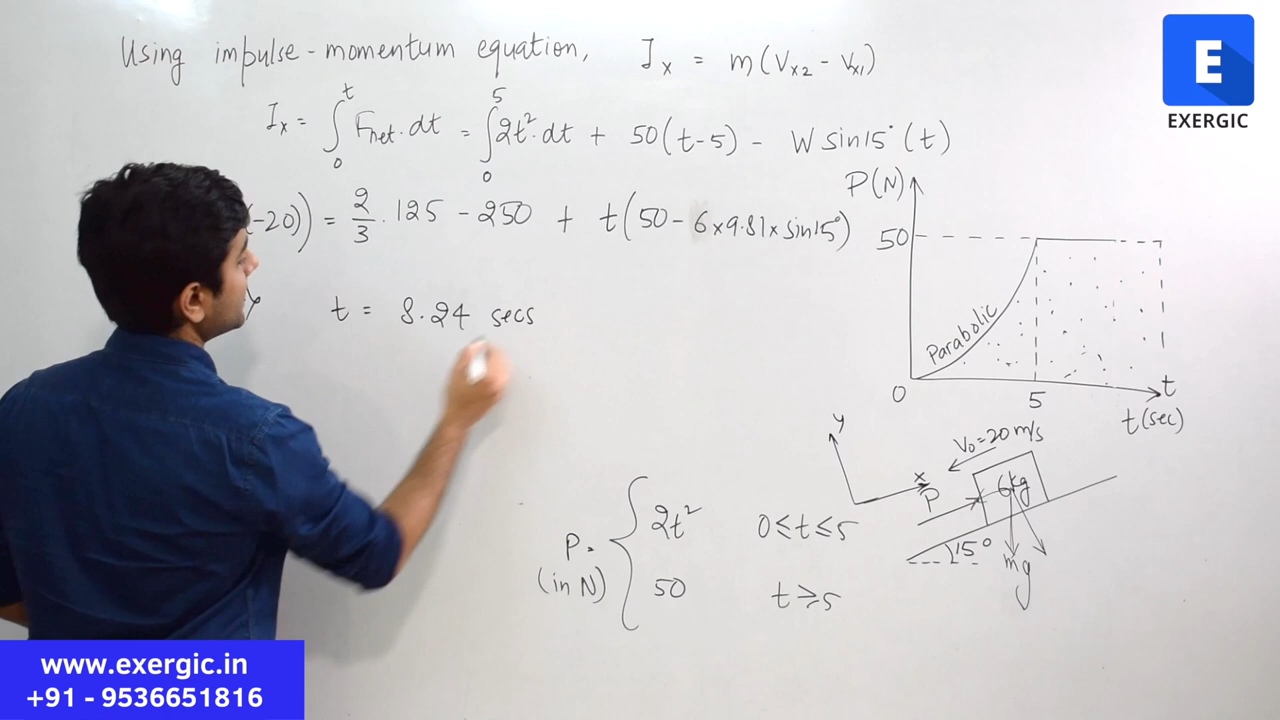 Using impulse-momentum equation, Iₓ = m(Vₓ₂ - Vₓ₁)
E
EXERGIC
Iₓ = ∫₀ᵗ Fnet.dt = ∫₀⁵ 2t².dt + 50(t-5) - W sin15°(t)
(-20)) = 2/3 . 125 - 250 + t(50 - 6×9.81×sin15°)
t = 8.24 secs
P(N)
50
Parabolic
0
5
t
t(sec)
y
x
V₀=20 m/s
P
6kg
15°
mg
P =
(in N)
2t² 0≤t≤5
50 t≥5
www.exergic.in
+91 - 9536651816